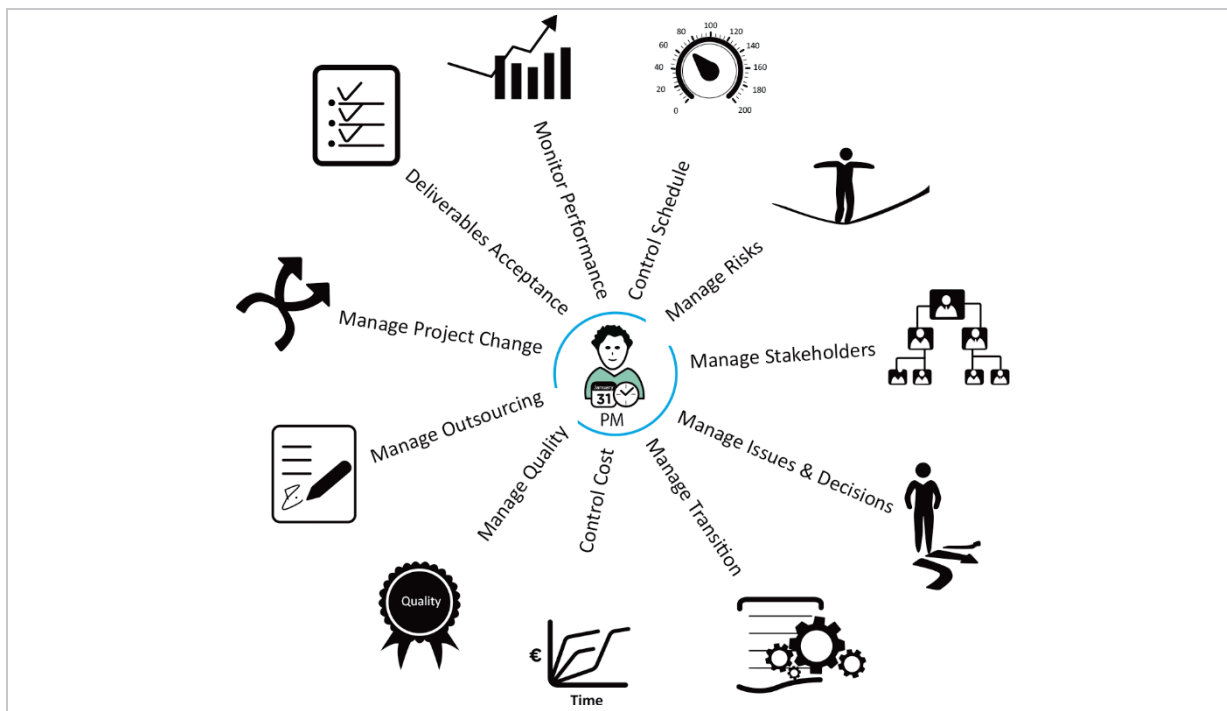 Monitor Performance
0
20
40
60
80
100
120
140
160
180
200
Control Schedule
Manage Risks
Manage Stakeholders
Manage Issues & Decisions
Manage Transition
Control Cost
€
Time
Manage Quality
Quality
Manage Outsourcing
Manage Project Change
Deliverables Acceptance
January
31
PM